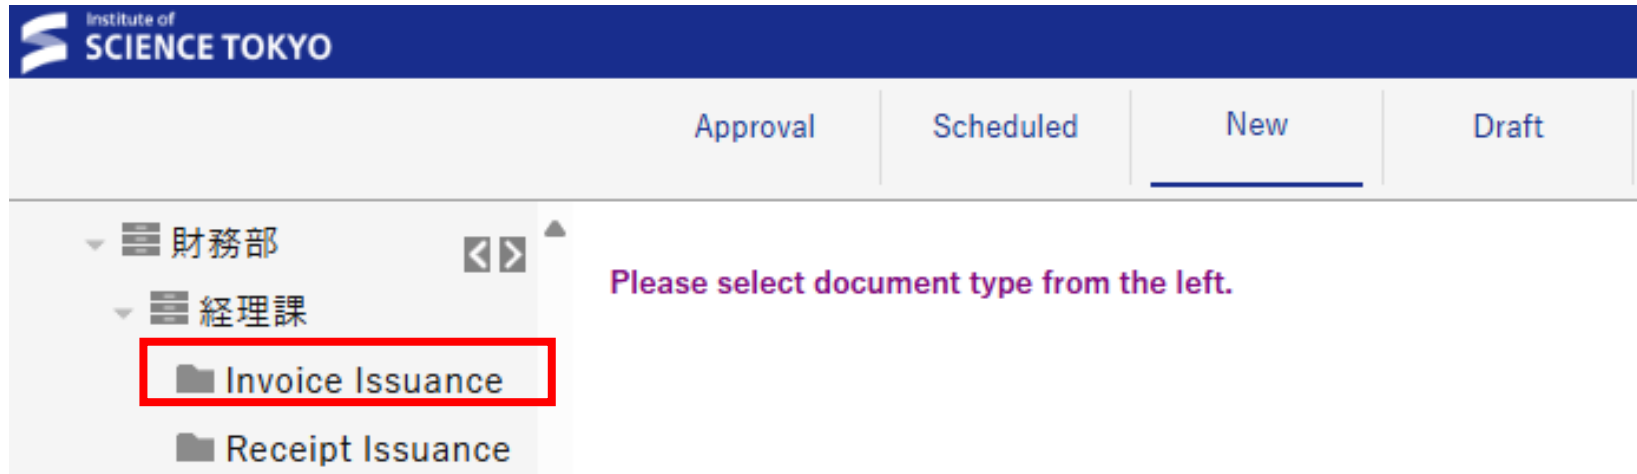 Institute of
SCIENCE TOKYO
Approval
Scheduled
New
Draft
財務部
経理課
Invoice Issuance
Receipt Issuance
Please select document type from the left.